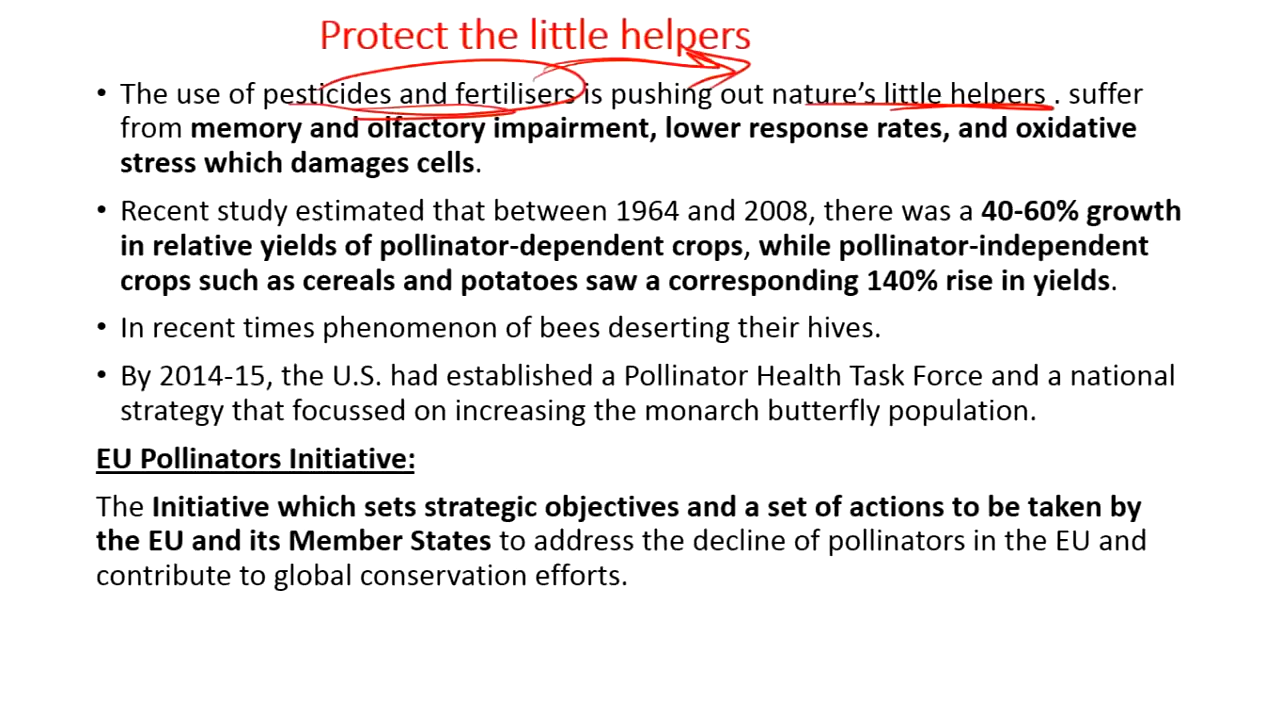 Protect the little helpers
• The use of pesticides and fertilisers is pushing out nature's little helpers . suffer
from memory and olfactory impairment, lower response rates, and oxidative
stress which damages cells.
• Recent study estimated that between 1964 and 2008, there was a 40-60% growth
in relative yields of pollinator-dependent crops, while pollinator-independent
crops such as cereals and potatoes saw a corresponding 140% rise in yields.
• In recent times phenomenon of bees deserting their hives.
• By 2014-15, the U.S. had established a Pollinator Health Task Force and a national
strategy that focussed on increasing the monarch butterfly population.
EU Pollinators Initiative:
The Initiative which sets strategic objectives and a set of actions to be taken by
the EU and its Member States to address the decline of pollinators in the EU and
contribute to global conservation efforts.